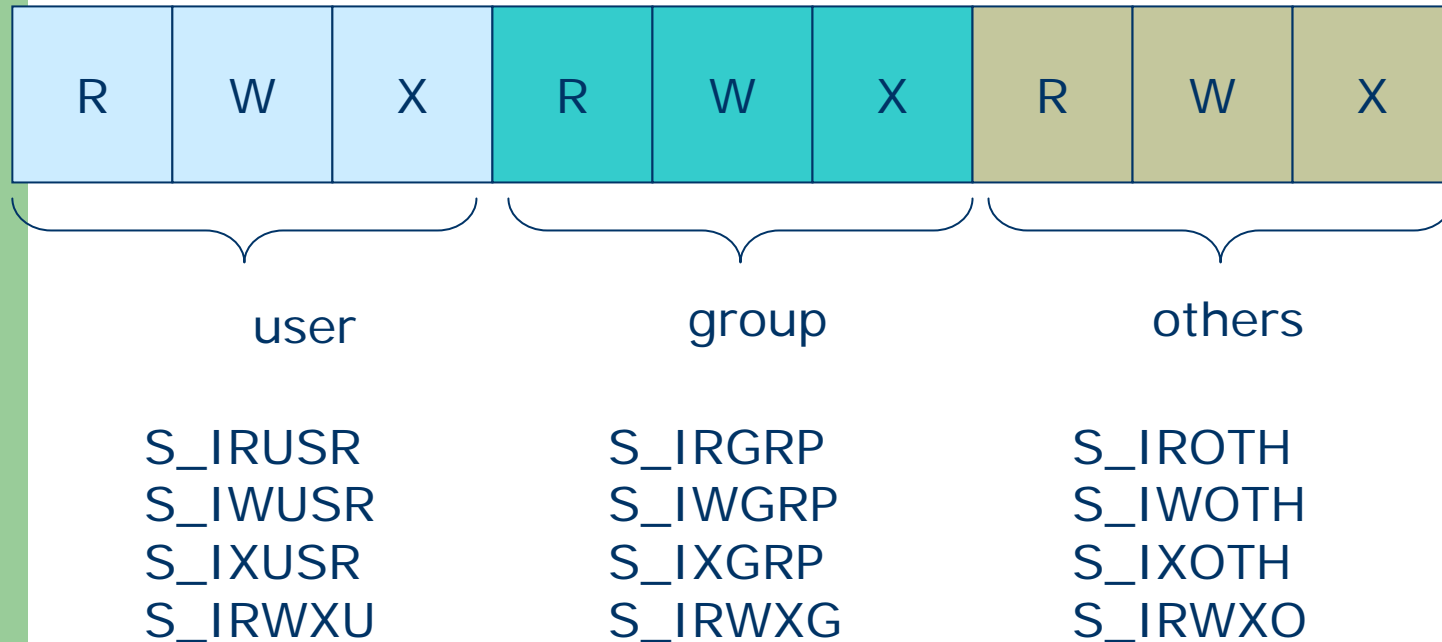 R W X R W X R W X
user group others
S_IRUSR S_IRGRP S_IROTH
S_IWUSR S_IWGRP S_IWOTH
S_IXUSR S_IXGRP S_IXOTH
S_IRWXU S_IRWXG S_IRWXO